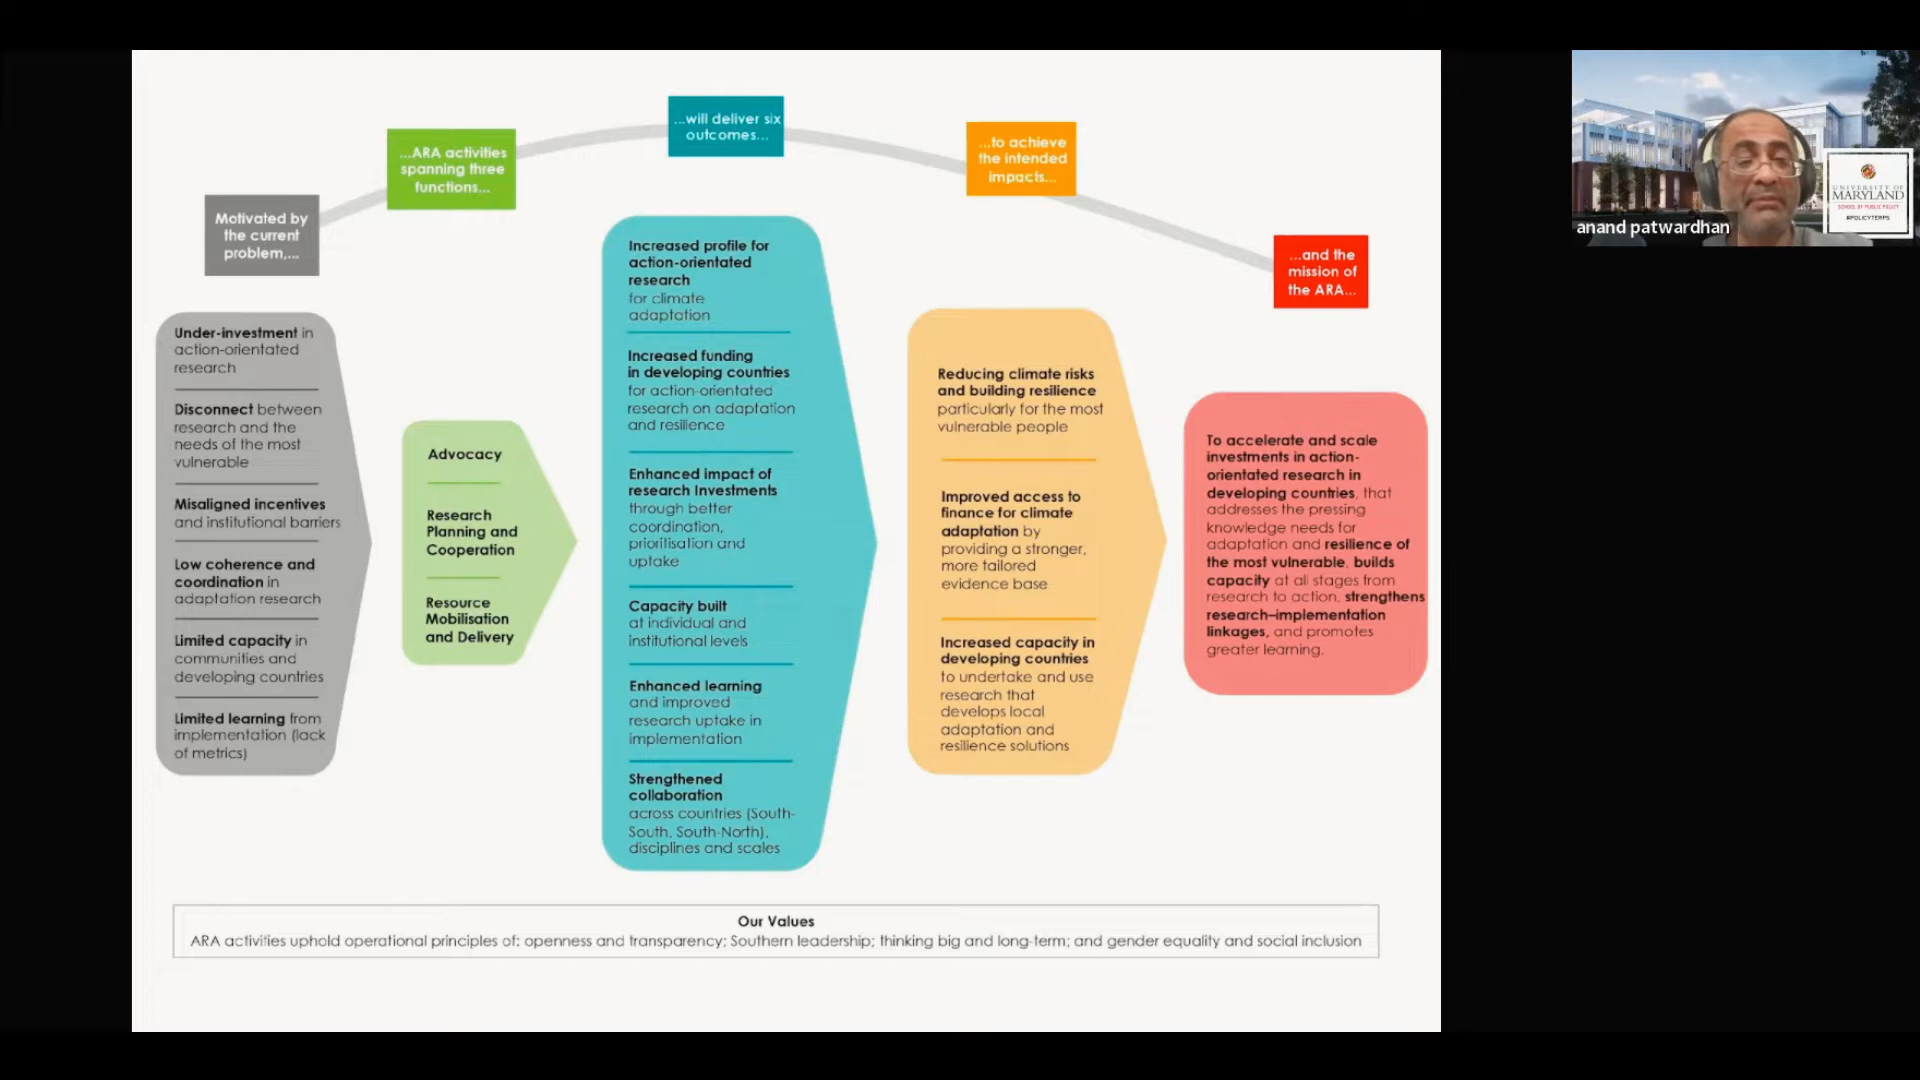 Motivated by
the current
problem,...
...ARA activities
spanning three
functions...
...will deliver six
outcomes...
...to achieve
the intended
impacts...
...and the
mission of
the ARA...
Under-investment in
action-orientated
research
Disconnect between
research and the
needs of the most
vulnerable
Misaligned incentives
and institutional barriers
Low coherence and
coordination in
adaptation research
Limited capacity in
communities and
developing countries
Limited learning from
implementation (lack
of metrics)
Advocacy
Research
Planning and
Cooperation
Resource
Mobilisation
and Delivery
Increased profile for
action-orientated
research
for climate
adaptation
Increased funding
in developing countries
for action-orientated
research on adaptation
and resilience
Enhanced impact of
research Investments
through better
coordination,
prioritisation and
uptake
Capacity built
at individual and
institutional levels
Enhanced learning
and improved
research uptake in
implementation
Strengthened
collaboration
across countries (South-
South, South-North),
disciplines and scales
Reducing climate risks
and building resilience
particularly for the most
vulnerable people
Improved access to
finance for climate
adaptation by
providing a stronger,
more tailored
evidence base
Increased capacity in
developing countries
to undertake and use
research that
develops local
adaptation and
resilience solutions
To accelerate and scale
investments in action-
orientated research in
developing countries, that
addresses the pressing
knowledge needs for
adaptation and resilience of
the most vulnerable, builds
capacity at all stages from
research to action, strengthens
research–implementation
linkages, and promotes
greater learning.
Our Values
ARA activities uphold operational principles of: openness and transparency; Southern leadership; thinking big and long-term; and gender equality and social inclusion
anand patwardhan
UNIVERSITY OF
MARYLAND
SCHOOL OF PUBLIC POLICY
#POLICYTERPS